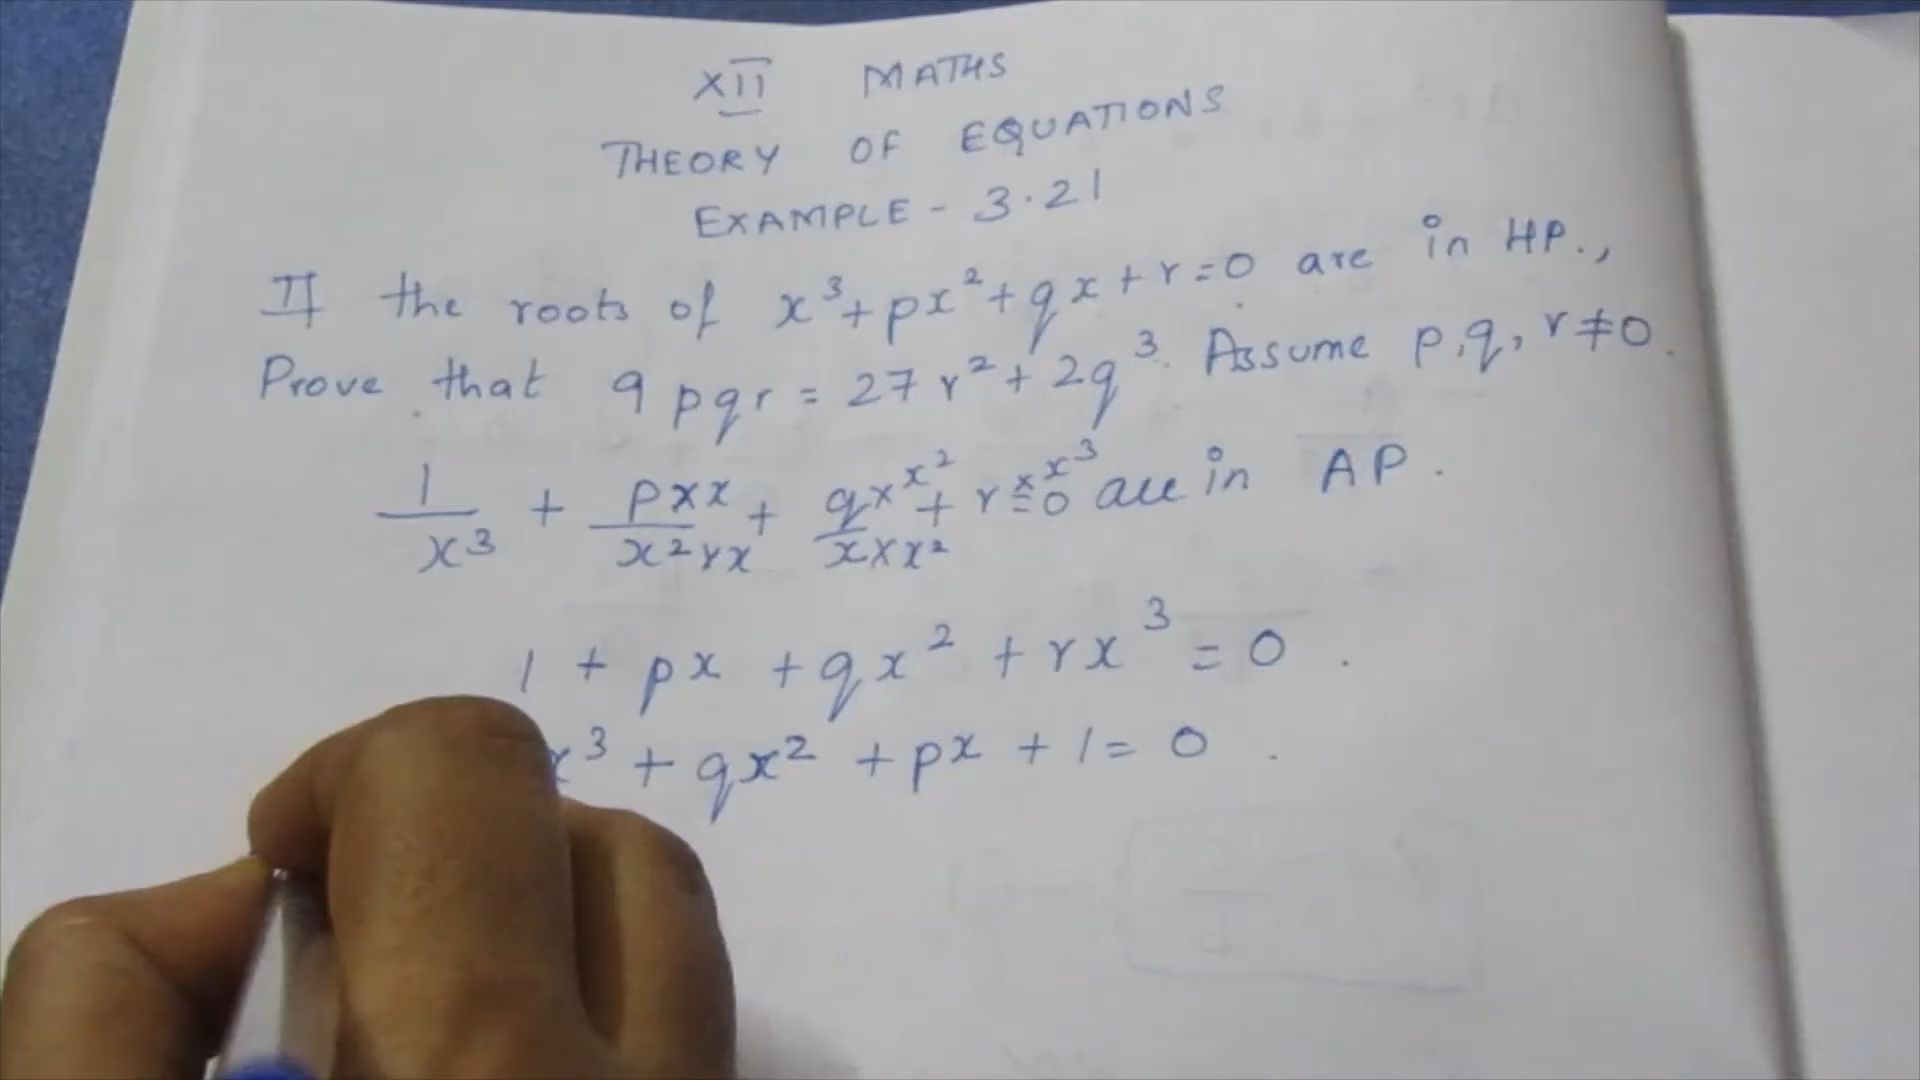 XII MATHS
THEORY OF EQUATIONS
EXAMPLE - 3.21
If the roots of x³+px²+qx+r=0 are in HP.,
Prove that 9pqr = 27r²+2q³. Assume p,q,r≠0.
1/x³ + p×x/x²×x + q×x²/x×x² + r×x³=0 are in AP.
1 + px + qx² + rx³ = 0.
x³ + qx² + px + 1 = 0.